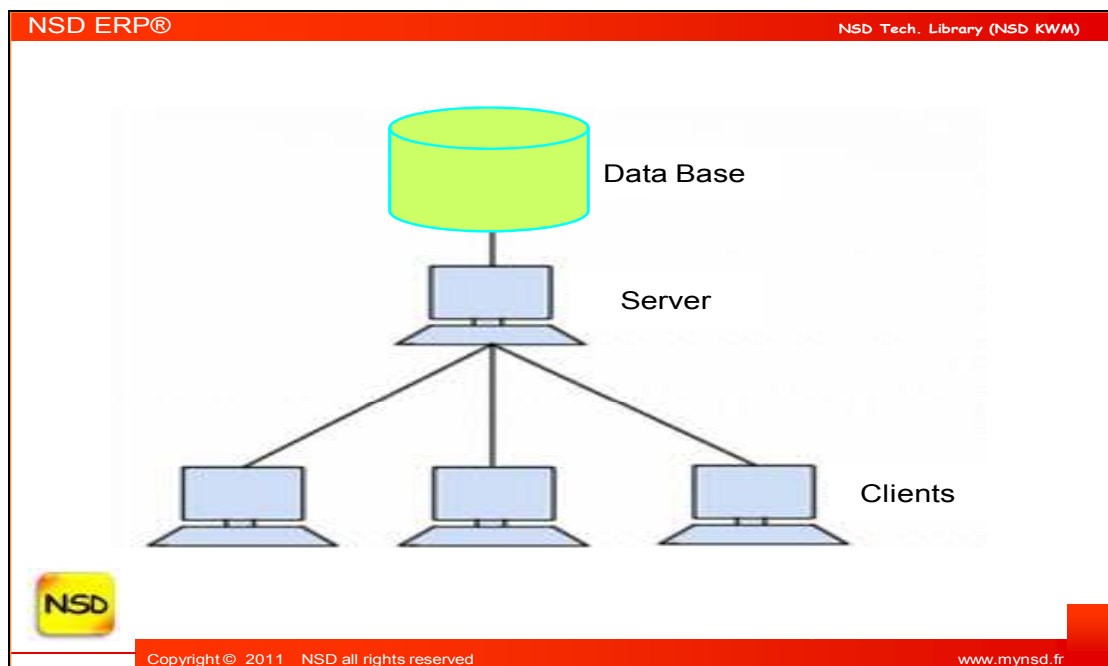 NSD ERP®
NSD Tech. Library (NSD KWM)
Data Base
Server
Clients
NSD
Copyright © 2011 NSD all rights reserved
www.mynsd.fr